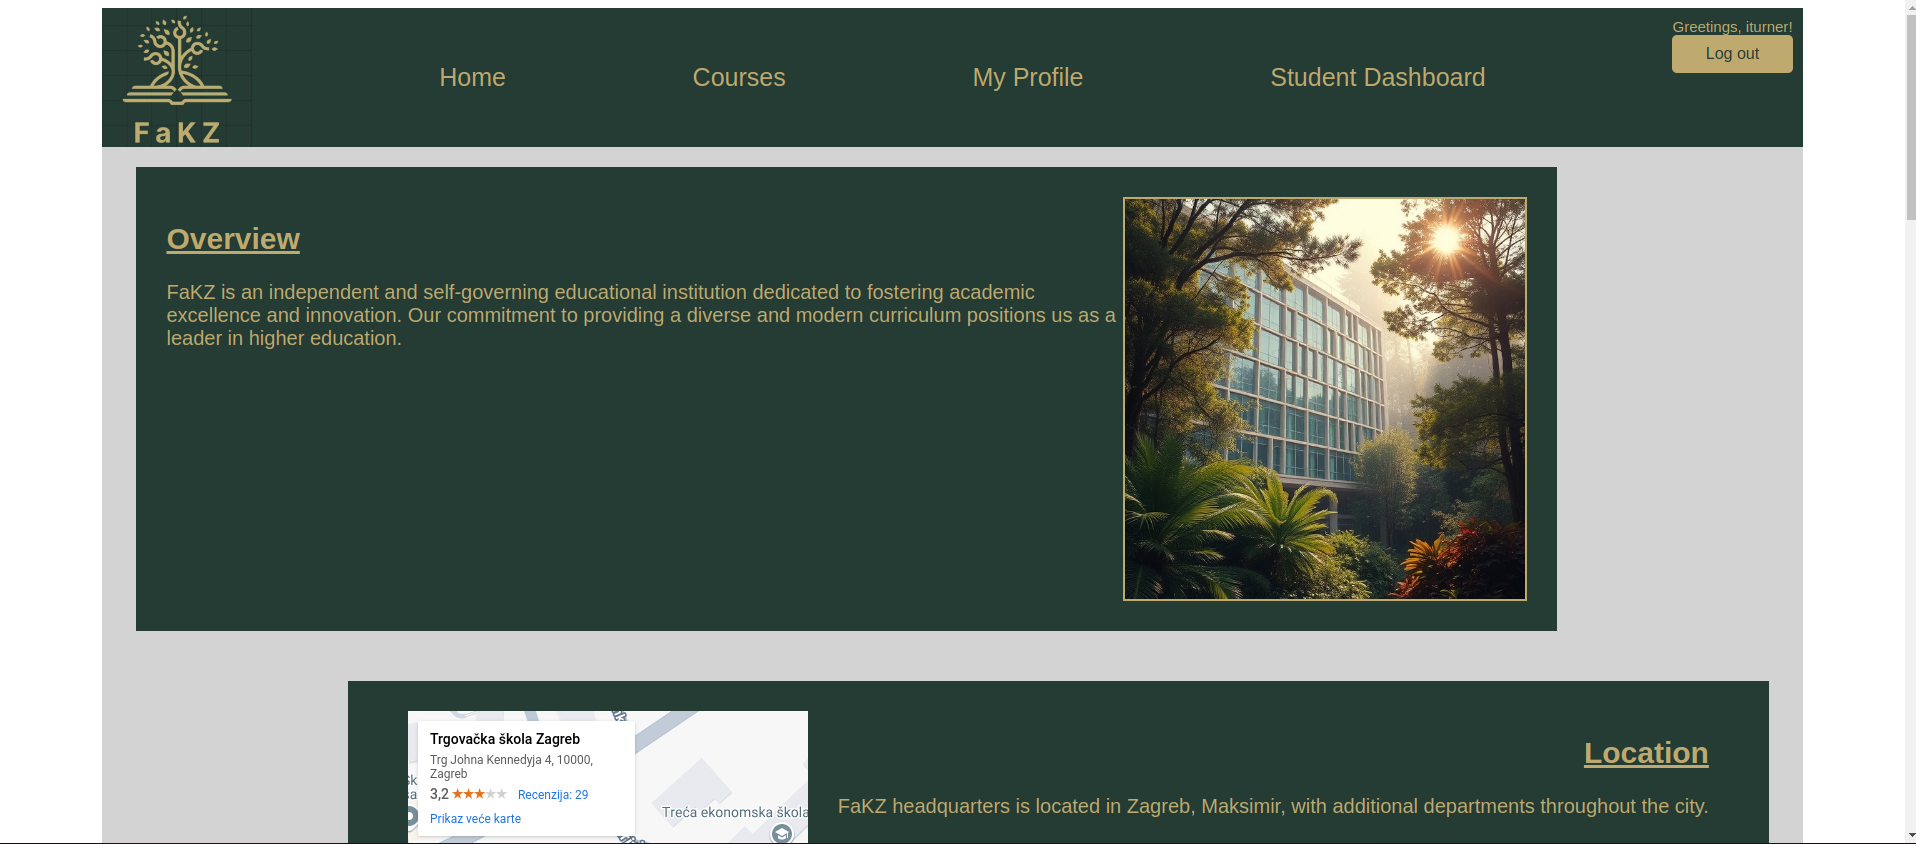 FaKZ
Home
Courses
My Profile
Student Dashboard
Greetings, iturner!
Log out
Overview
FaKZ is an independent and self-governing educational institution dedicated to fostering academic
excellence and innovation. Our commitment to providing a diverse and modern curriculum positions us as a
leader in higher education.
Trgovačka škola Zagreb
Trg Johna Kennedyja 4, 10000,
Zagreb
3,2
Recenzija: 29
Prikaz veće karte
Treća ekonomska škola
Location
FaKZ headquarters is located in Zagreb, Maksimir, with additional departments throughout the city.